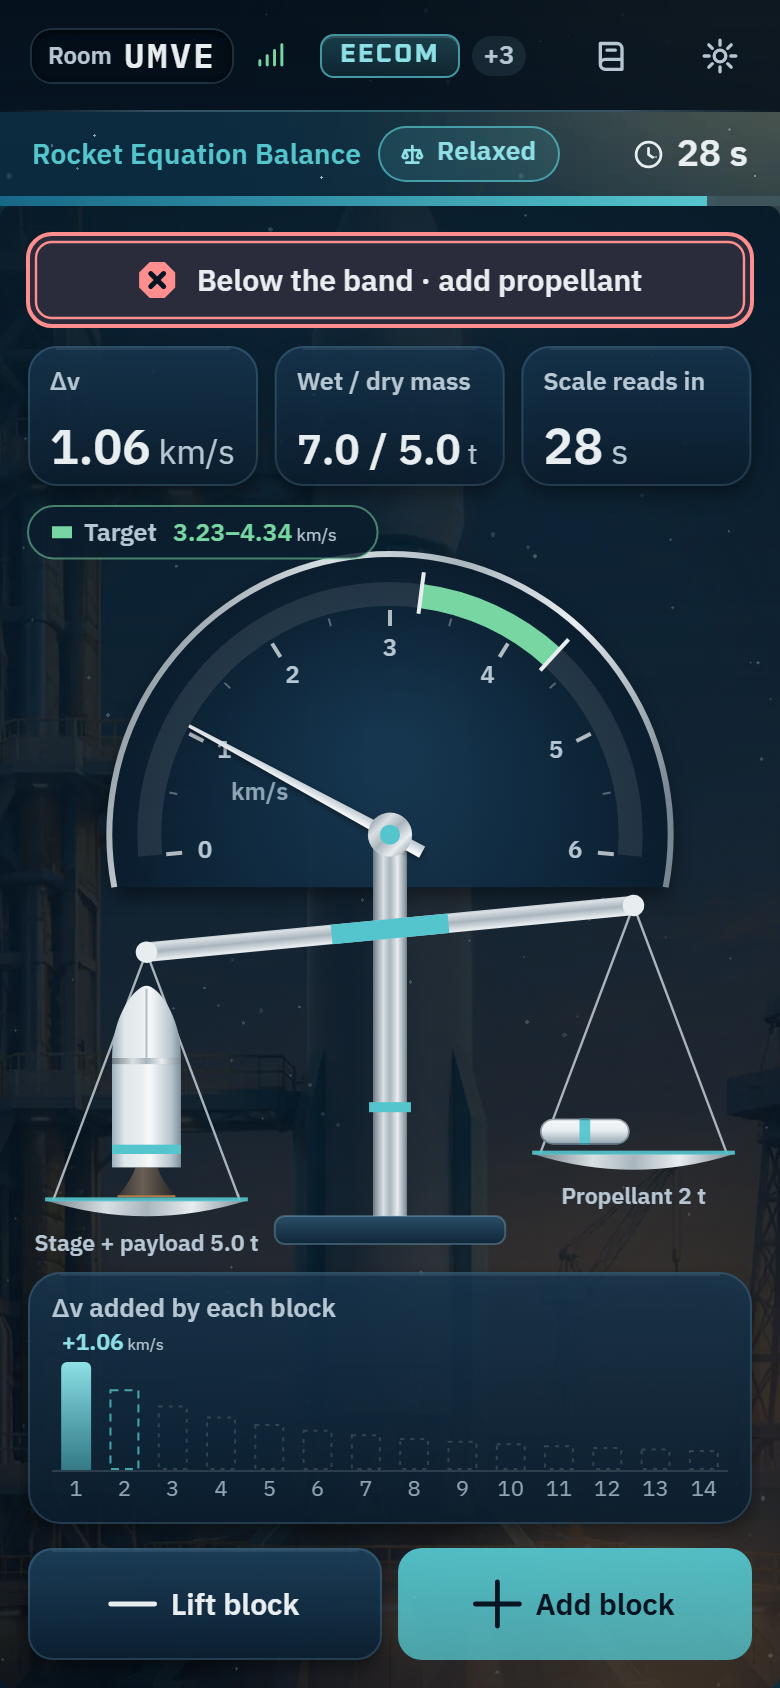 Room UMVE EECOM +3
Rocket Equation Balance Relaxed 28 s
Below the band · add propellant
Δv Wet / dry mass Scale reads in
1.06 km/s 7.0 / 5.0 t 28 s
Target 3.23–4.34 km/s
0 1 2 3 4 5 6
km/s
Propellant 2 t
Stage + payload 5.0 t
Δv added by each block
+1.06 km/s
1 2 3 4 5 6 7 8 9 10 11 12 13 14
Lift block Add block